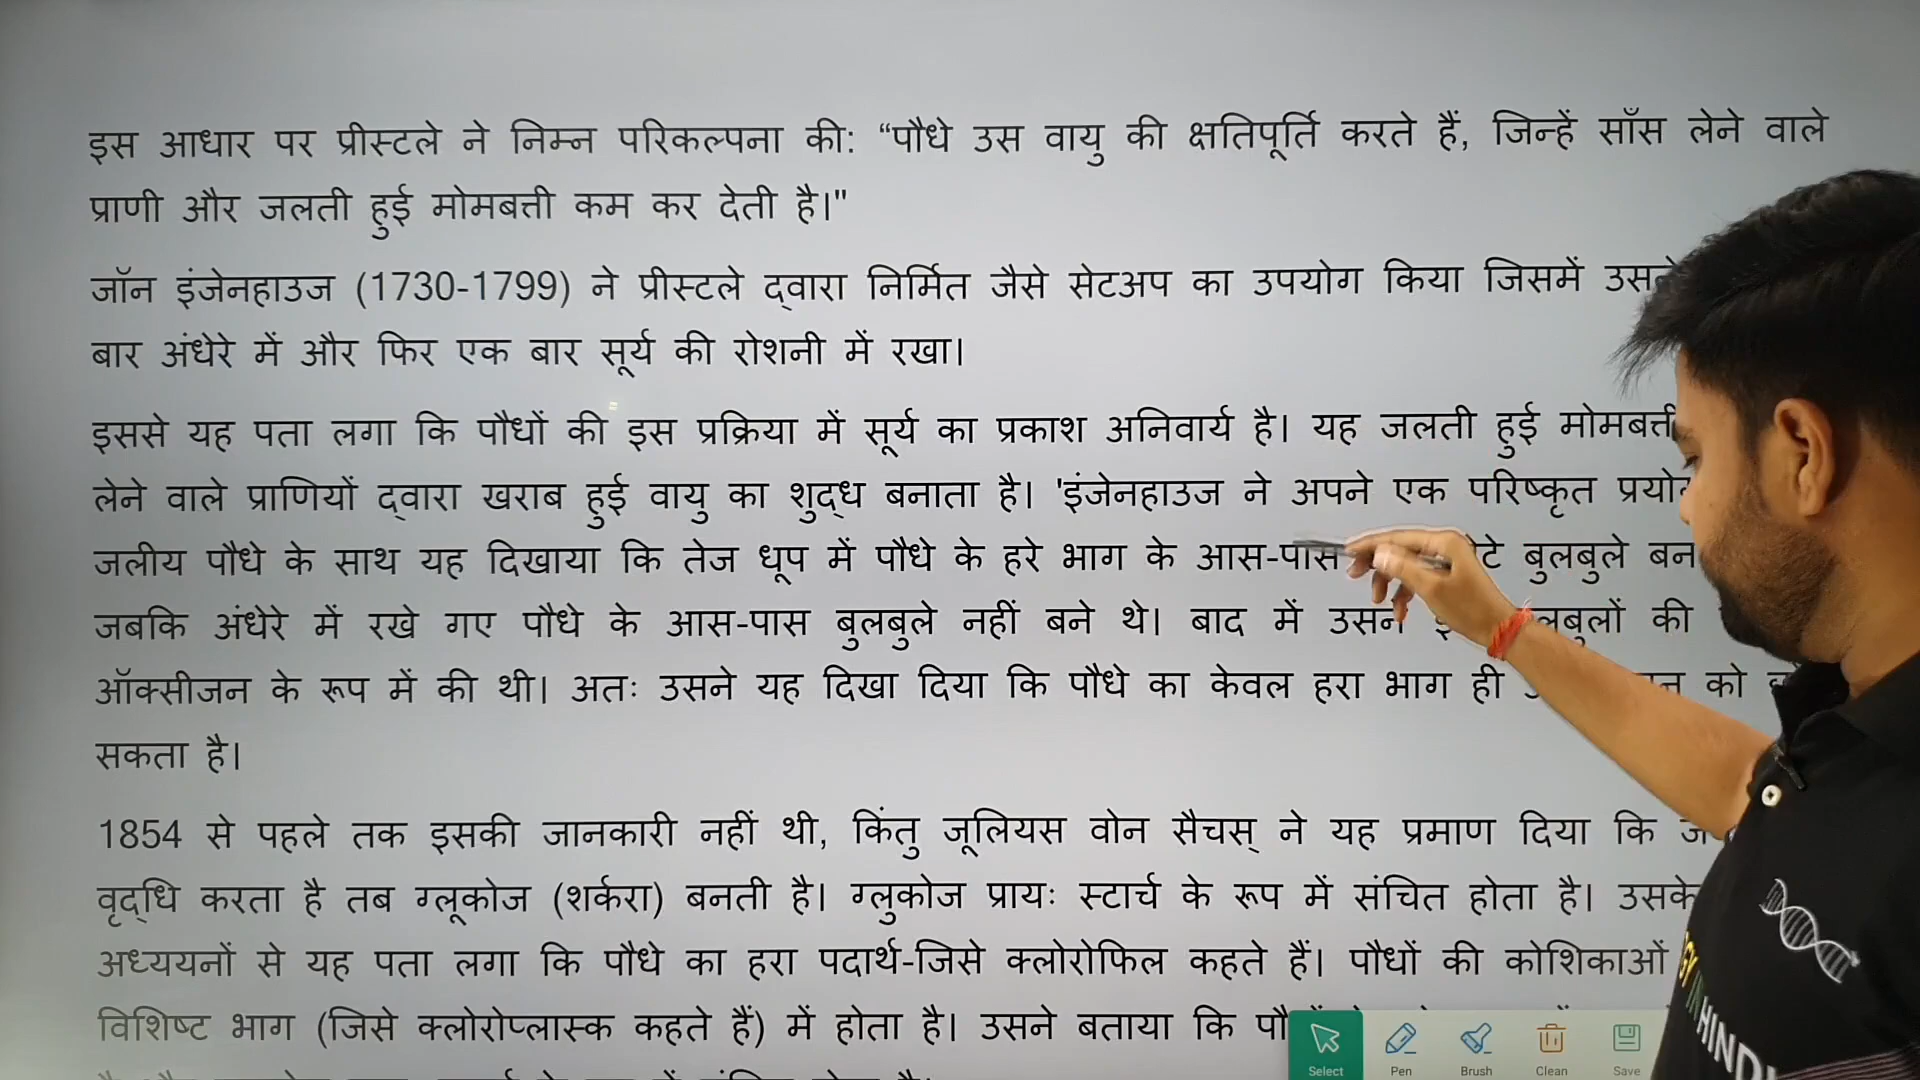 इस आधार पर प्रीस्टले ने निम्न परिकल्पना की: “पौधे उस वायु की क्षतिपूर्ति करते हैं, जिन्हें साँस लेने वाले
प्राणी और जलती हुई मोमबत्ती कम कर देती है।"
जॉन इंजेनहाउज (1730-1799) ने प्रीस्टले द्वारा निर्मित जैसे सेटअप का उपयोग किया जिसमें
बार अंधेरे में और फिर एक बार सूर्य की रोशनी में रखा।
इससे यह पता लगा कि पौधों की इस प्रक्रिया में सूर्य का प्रकाश अनिवार्य है। यह जलती हुई मोमबत्ती
लेने वाले प्राणियों द्वारा खराब हुई वायु का शुद्ध बनाता है। 'इंजेनहाउज ने अपने एक परिष्कृत
जलीय पौधे के साथ यह दिखाया कि तेज धूप में पौधे के हरे भाग के आस-पास बुलबुले बन
जबकि अंधेरे में रखे गए पौधे के आस-पास बुलबुले नहीं बने थे। बाद में उसने की
ऑक्सीजन के रूप में की थी। अतः उसने यह दिखा दिया कि पौधे का केवल हरा भाग ही को
सकता है।
1854 से पहले तक इसकी जानकारी नहीं थी, किंतु जूलियस वोन सैचस् ने यह प्रमाण दिया कि
वृद्धि करता है तब ग्लूकोज (शर्करा) बनती है। ग्लुकोज प्रायः स्टार्च के रूप में संचित होता है। उसके
अध्ययनों से यह पता लगा कि पौधे का हरा पदार्थ-जिसे क्लोरोफिल कहते हैं। पौधों की कोशिकाओं
विशिष्ट भाग (जिसे क्लोरोप्लास्क कहते हैं) में होता है। उसने बताया कि
Select Pen Brush Clean Save